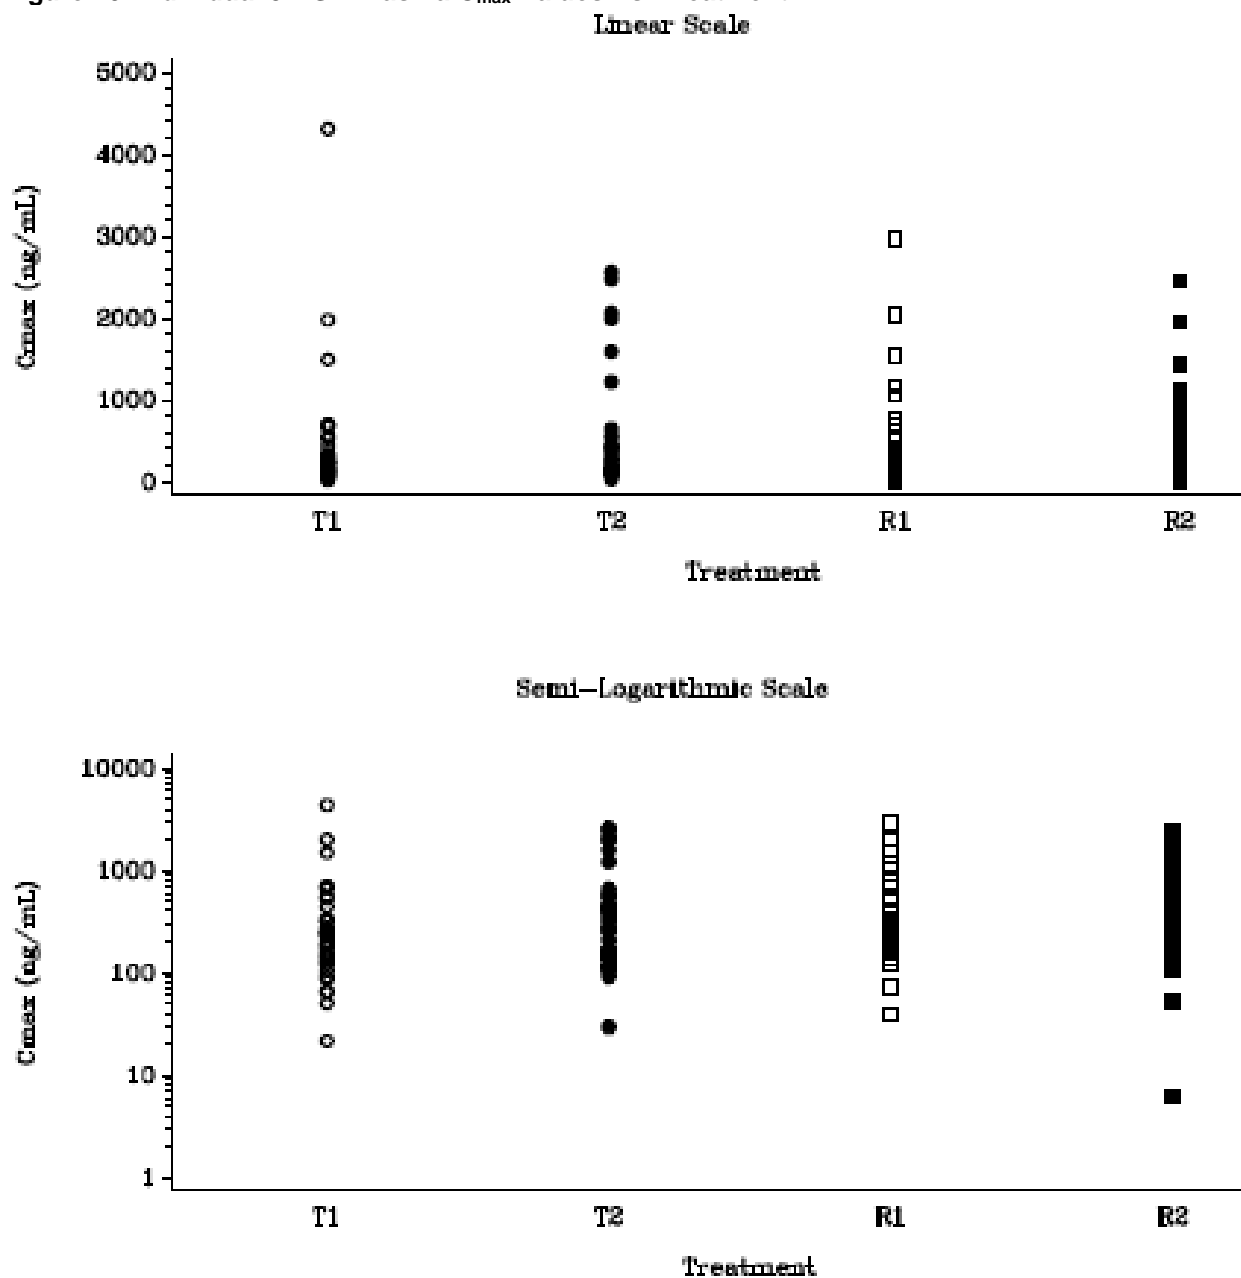 Linear Scale
5000
4000
3000
2000
1000
0
Cmax (ng/mL)
T1 T2 R1 R2
Treatment
Semi-Logarithmic Scale
10000
1000
100
10
1
Cmax (ng/mL)
T1 T2 R1 R2
Treatment